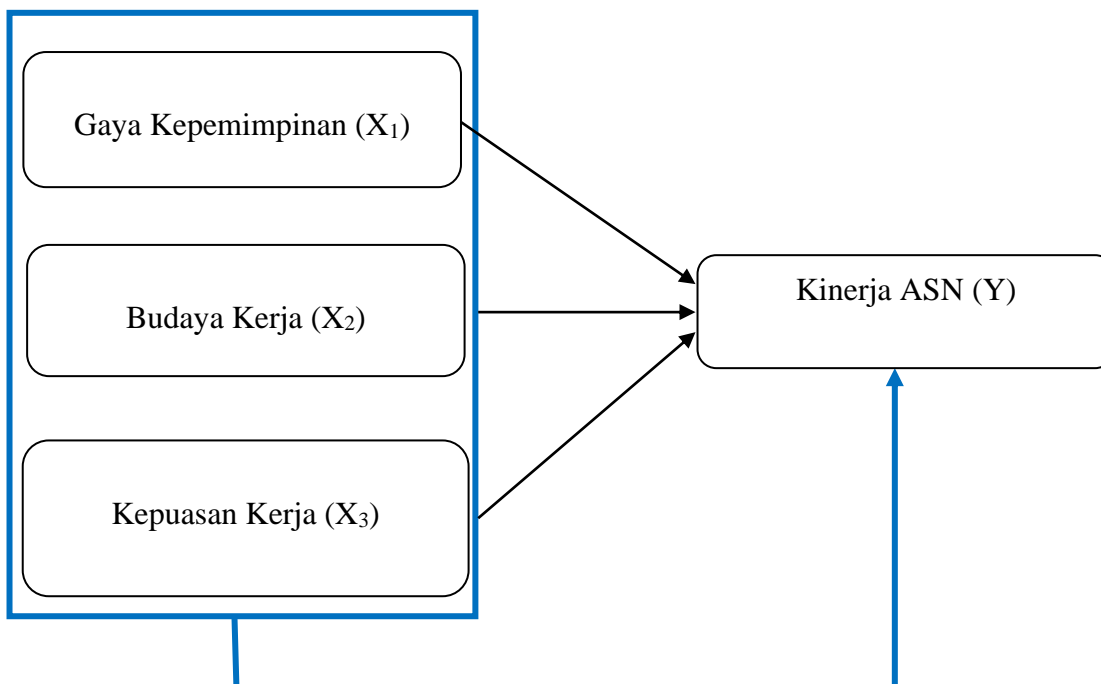 Gaya Kepemimpinan (X₁)
Budaya Kerja (X₂)
Kinerja ASN (Y)
Kepuasan Kerja (X₃)